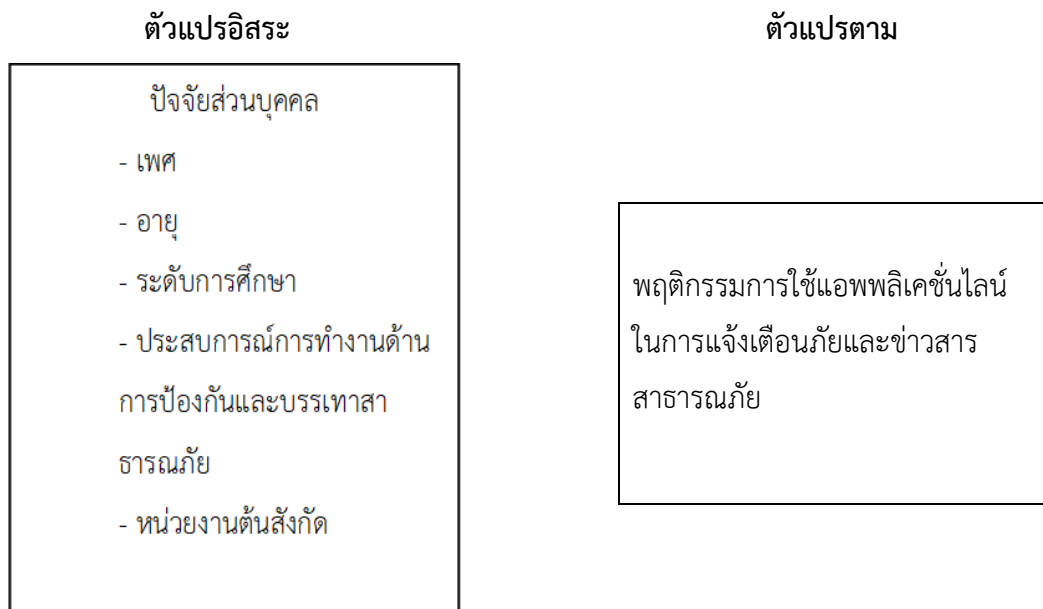 ตัวแปรอิสระ
ตัวแปรตาม
ปัจจัยส่วนบุคคล
- เพศ
- อายุ
- ระดับการศึกษา
- ประสบการณ์การทำงานด้าน
การป้องกันและบรรเทาสา
ธารณภัย
- หน่วยงานต้นสังกัด
พฤติกรรมการใช้แอพพลิเคชั่นไลน์
ในการแจ้งเตือนภัยและข่าวสาร
สาธารณภัย